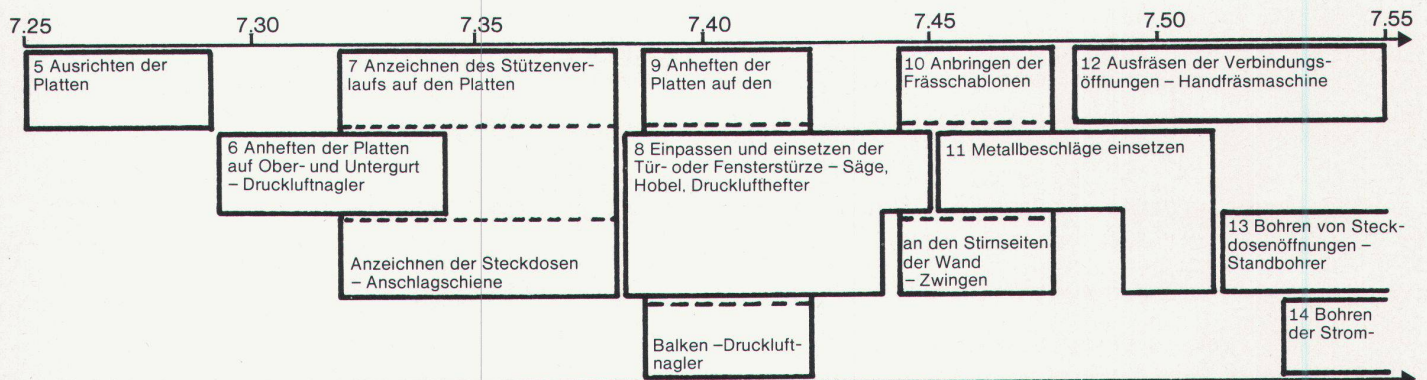 7.25 7.30 7.35 7.40 7.45 7.50 7.55
5 Ausrichten der
Platten
6 Anheften der Platten
auf Ober- und Untergurt
– Druckluftnagler
7 Anzeichnen des Stützenver-
laufs auf den Platten
Anzeichnen der Steckdosen
– Anschlagschiene
8 Einpassen und einsetzen der
Tür- oder Fensterstürze – Säge,
Hobel, Drucklufthefter
9 Anheften der
Platten auf den
Balken –Druckluft-
nagler
10 Anbringen der
Frässchablonen
an den Stirnseiten
der Wand
– Zwingen
11 Metallbeschläge einsetzen
12 Ausfräsen der Verbindungs-
öffnungen – Handfräsmaschine
13 Bohren von Steck-
dosenöffnungen –
Standbohrer
14 Bohren
der Strom-